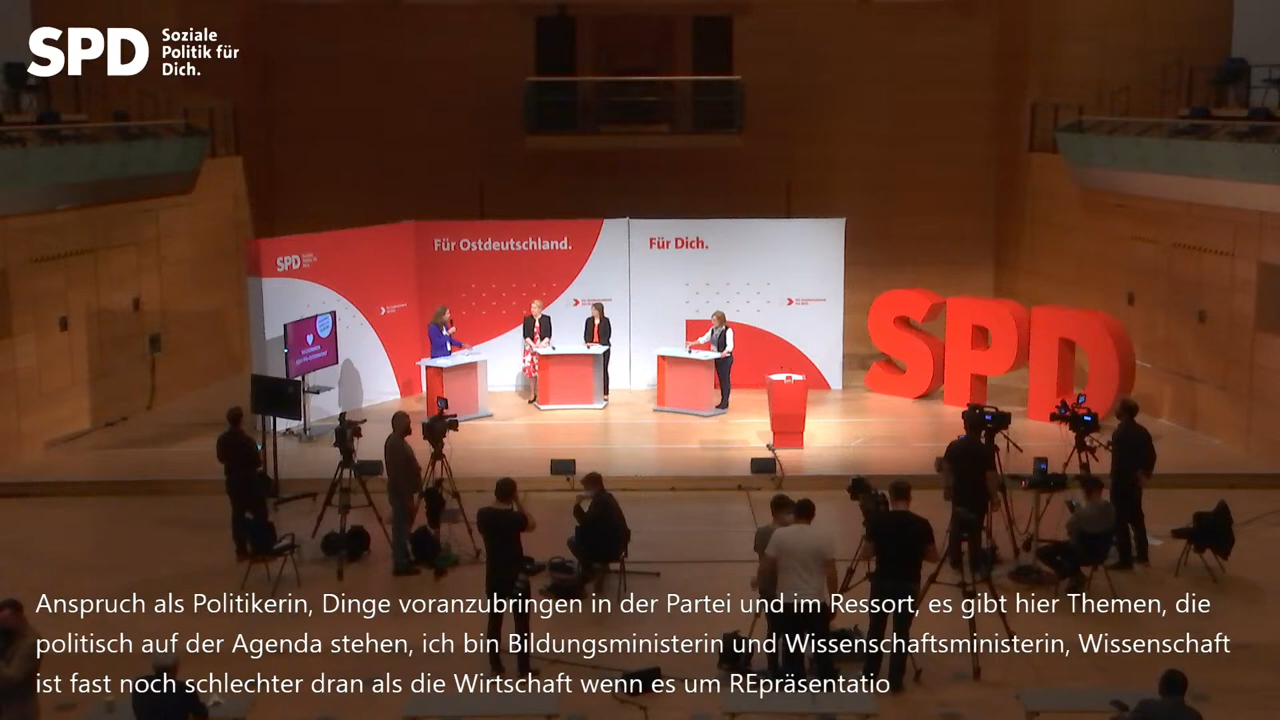 SPD
Soziale
Politik für
Dich.
Für Ostdeutschland.
Für Dich.
SPD
SPD
Anspruch als Politikerin, Dinge voranzubringen in der Partei und im Ressort, es gibt hier Themen, die
politisch auf der Agenda stehen, ich bin Bildungsministerin und Wissenschaftsministerin, Wissenschaft
ist fast noch schlechter dran als die Wirtschaft wenn es um REpräsentatio